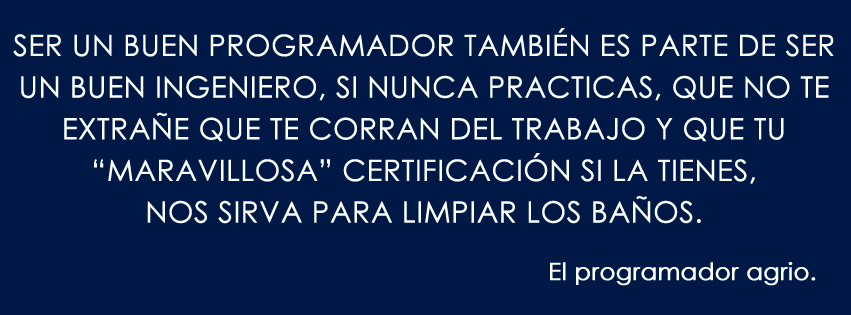 SER UN BUEN PROGRAMADOR TAMBIÉN ES PARTE DE SER
UN BUEN INGENIERO, SI NUNCA PRACTICAS, QUE NO TE
EXTRAÑE QUE TE CORRAN DEL TRABAJO Y QUE TU
“MARAVILLOSA” CERTIFICACIÓN SI LA TIENES,
NOS SIRVA PARA LIMPIAR LOS BAÑOS.
El programador agrio.